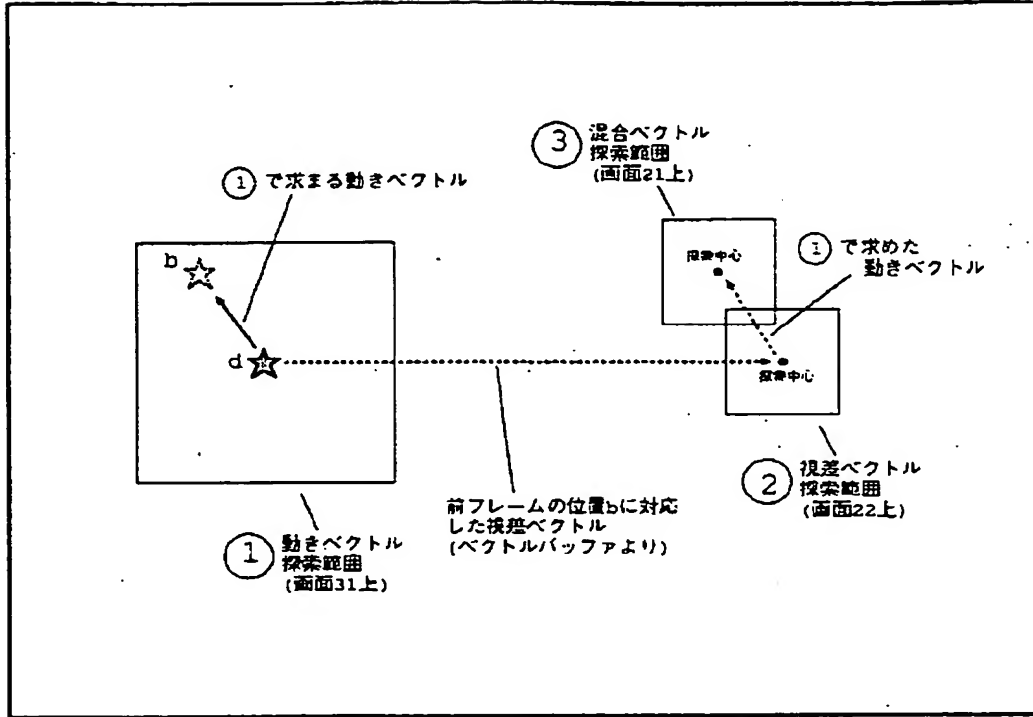 ③ 混合ベクトル
探索範囲
(画面21上)
① で求まる動きベクトル
b
d
探索中心
① で求めた
動きベクトル
探索中心
前フレームの位置bに対応
した視差ベクトル
(ベクトルバッファより)
② 視差ベクトル
探索範囲
(画面22上)
① 動きベクトル
探索範囲
(画面31上)